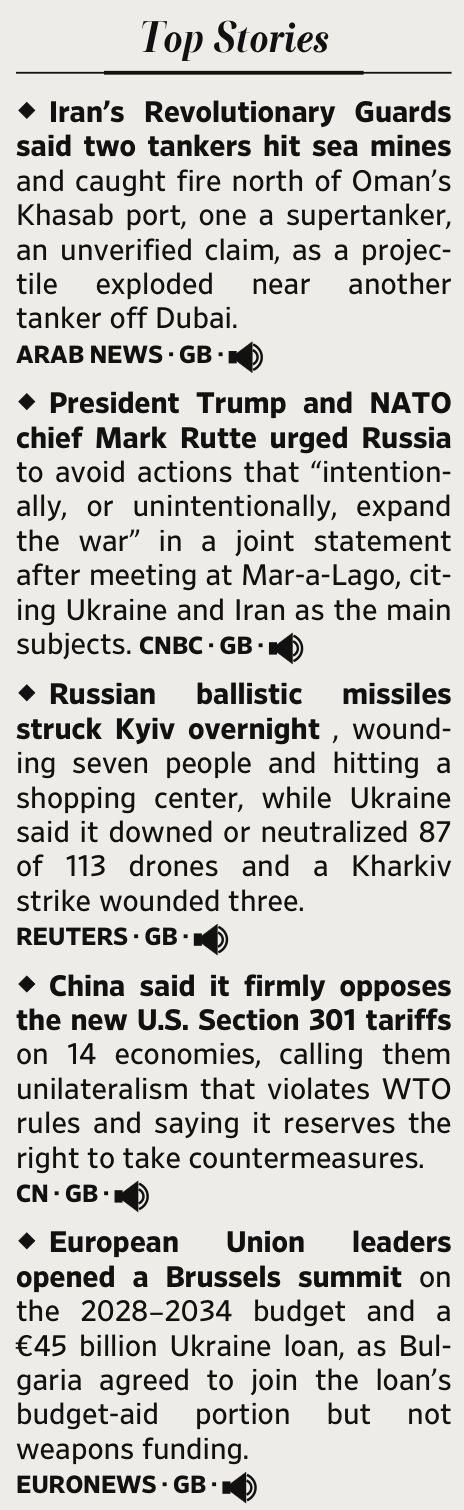 Top Stories
◆ Iran’s Revolutionary Guards
said two tankers hit sea mines
and caught fire north of Oman’s
Khasab port, one a supertanker,
an unverified claim, as a projec-
tile exploded near another
tanker off Dubai.
ARAB NEWS · GB ·
◆ President Trump and NATO
chief Mark Rutte urged Russia
to avoid actions that “intention-
ally, or unintentionally, expand
the war” in a joint statement
after meeting at Mar-a-Lago, cit-
ing Ukraine and Iran as the main
subjects. CNBC · GB ·
◆ Russian ballistic missiles
struck Kyiv overnight , wound-
ing seven people and hitting a
shopping center, while Ukraine
said it downed or neutralized 87
of 113 drones and a Kharkiv
strike wounded three.
REUTERS · GB ·
◆ China said it firmly opposes
the new U.S. Section 301 tariffs
on 14 economies, calling them
unilateralism that violates WTO
rules and saying it reserves the
right to take countermeasures.
CN · GB ·
◆ European Union leaders
opened a Brussels summit on
the 2028–2034 budget and a
€45 billion Ukraine loan, as Bul-
garia agreed to join the loan’s
budget-aid portion but not
weapons funding.
EURONEWS · GB ·